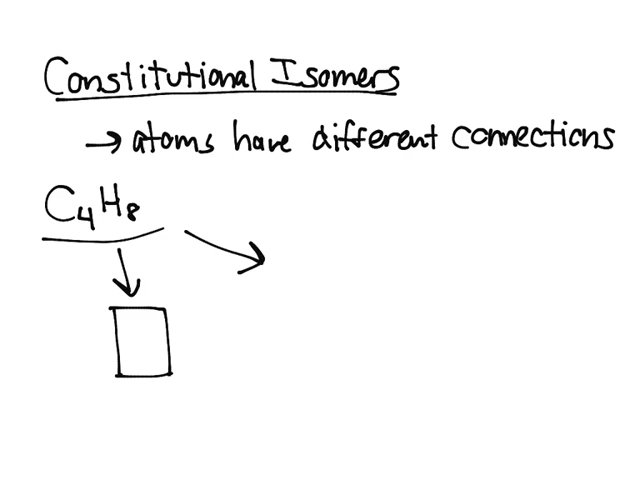 Constitutional Isomers
→ atoms have different connections
C₄H₈